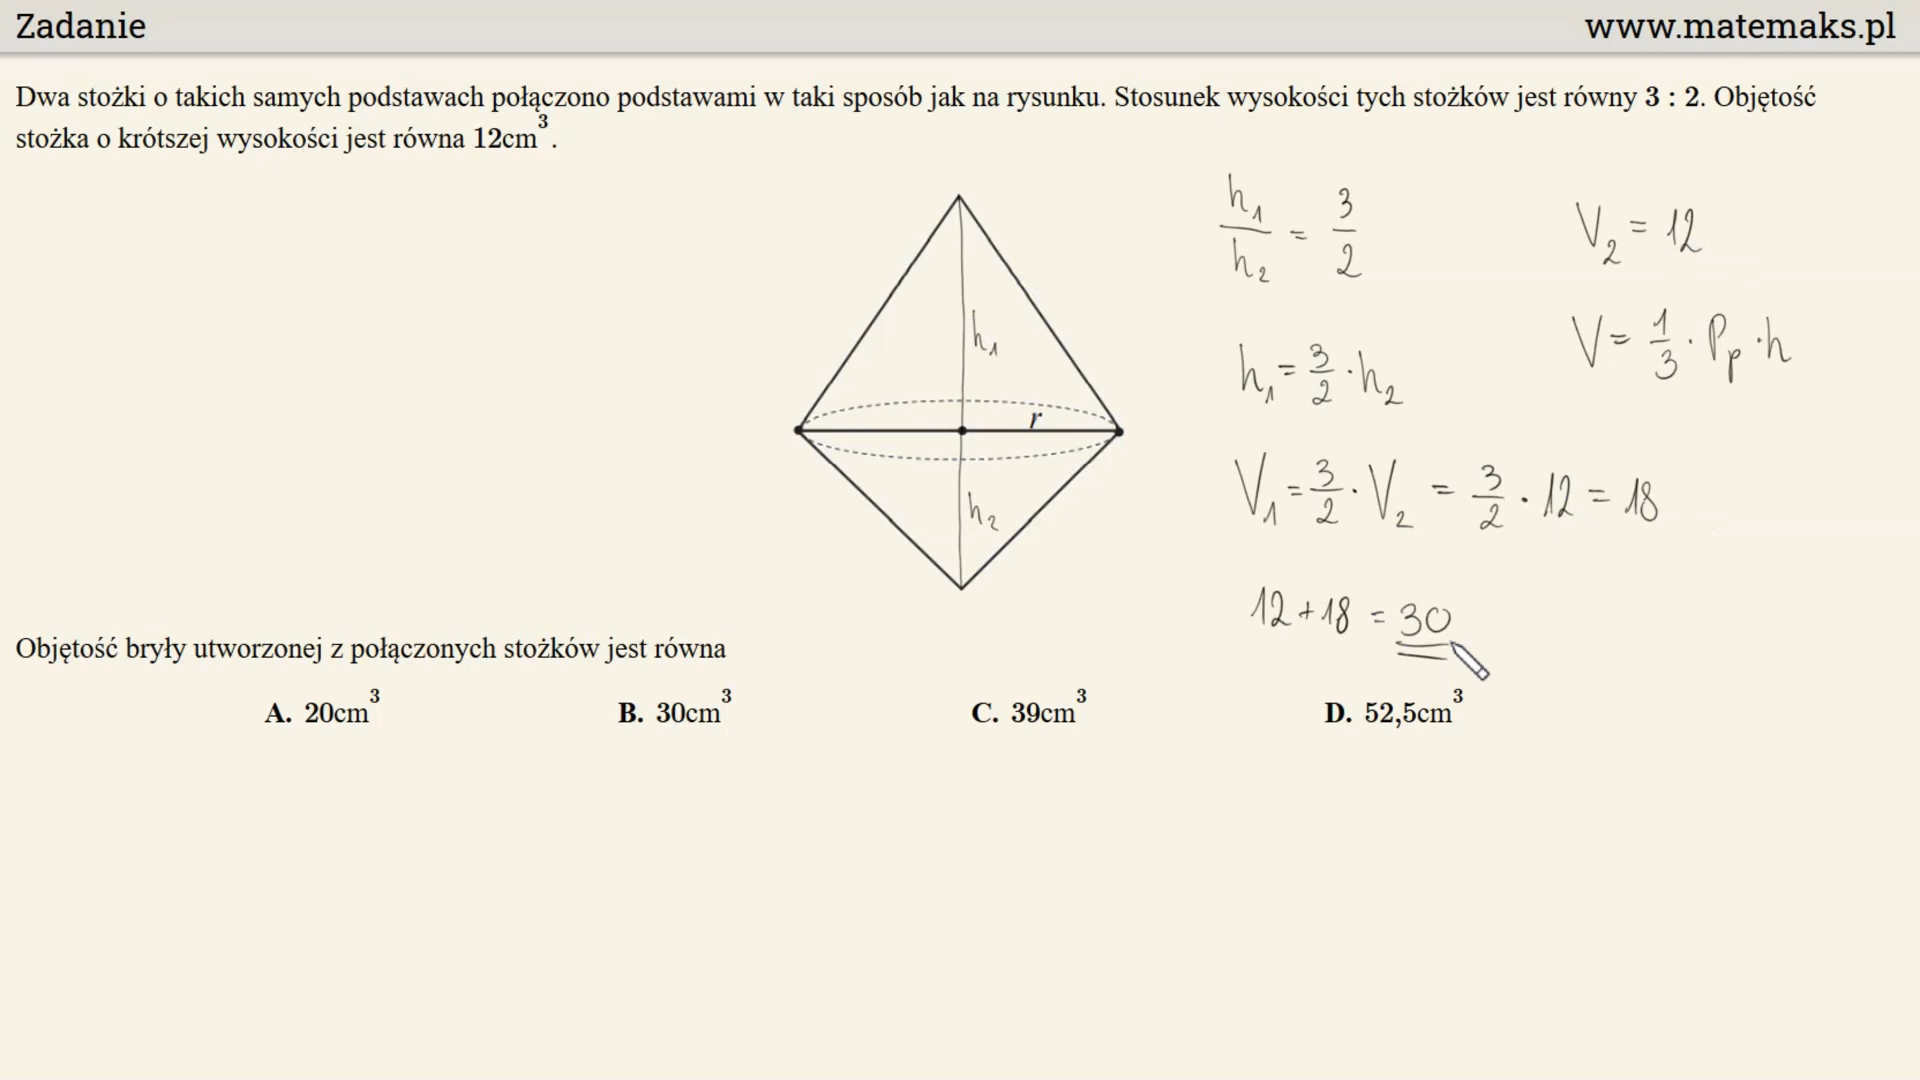 Zadanie www.matemaks.pl
Dwa stożki o takich samych podstawach połączono podstawami w taki sposób jak na rysunku. Stosunek wysokości tych stożków jest równy 3 : 2. Objętość
stożka o krótszej wysokości jest równa 12cm³.
h₁/h₂ = 3/2
V₂ = 12
V = 1/3 · Pₚ · h
h₁
h₁ = 3/2 · h₂
r
V₁ = 3/2 · V₂ = 3/2 · 12 = 18
h₂
12 + 18 = 30
Objętość bryły utworzonej z połączonych stożków jest równa
A. 20cm³ B. 30cm³ C. 39cm³ D. 52,5cm³